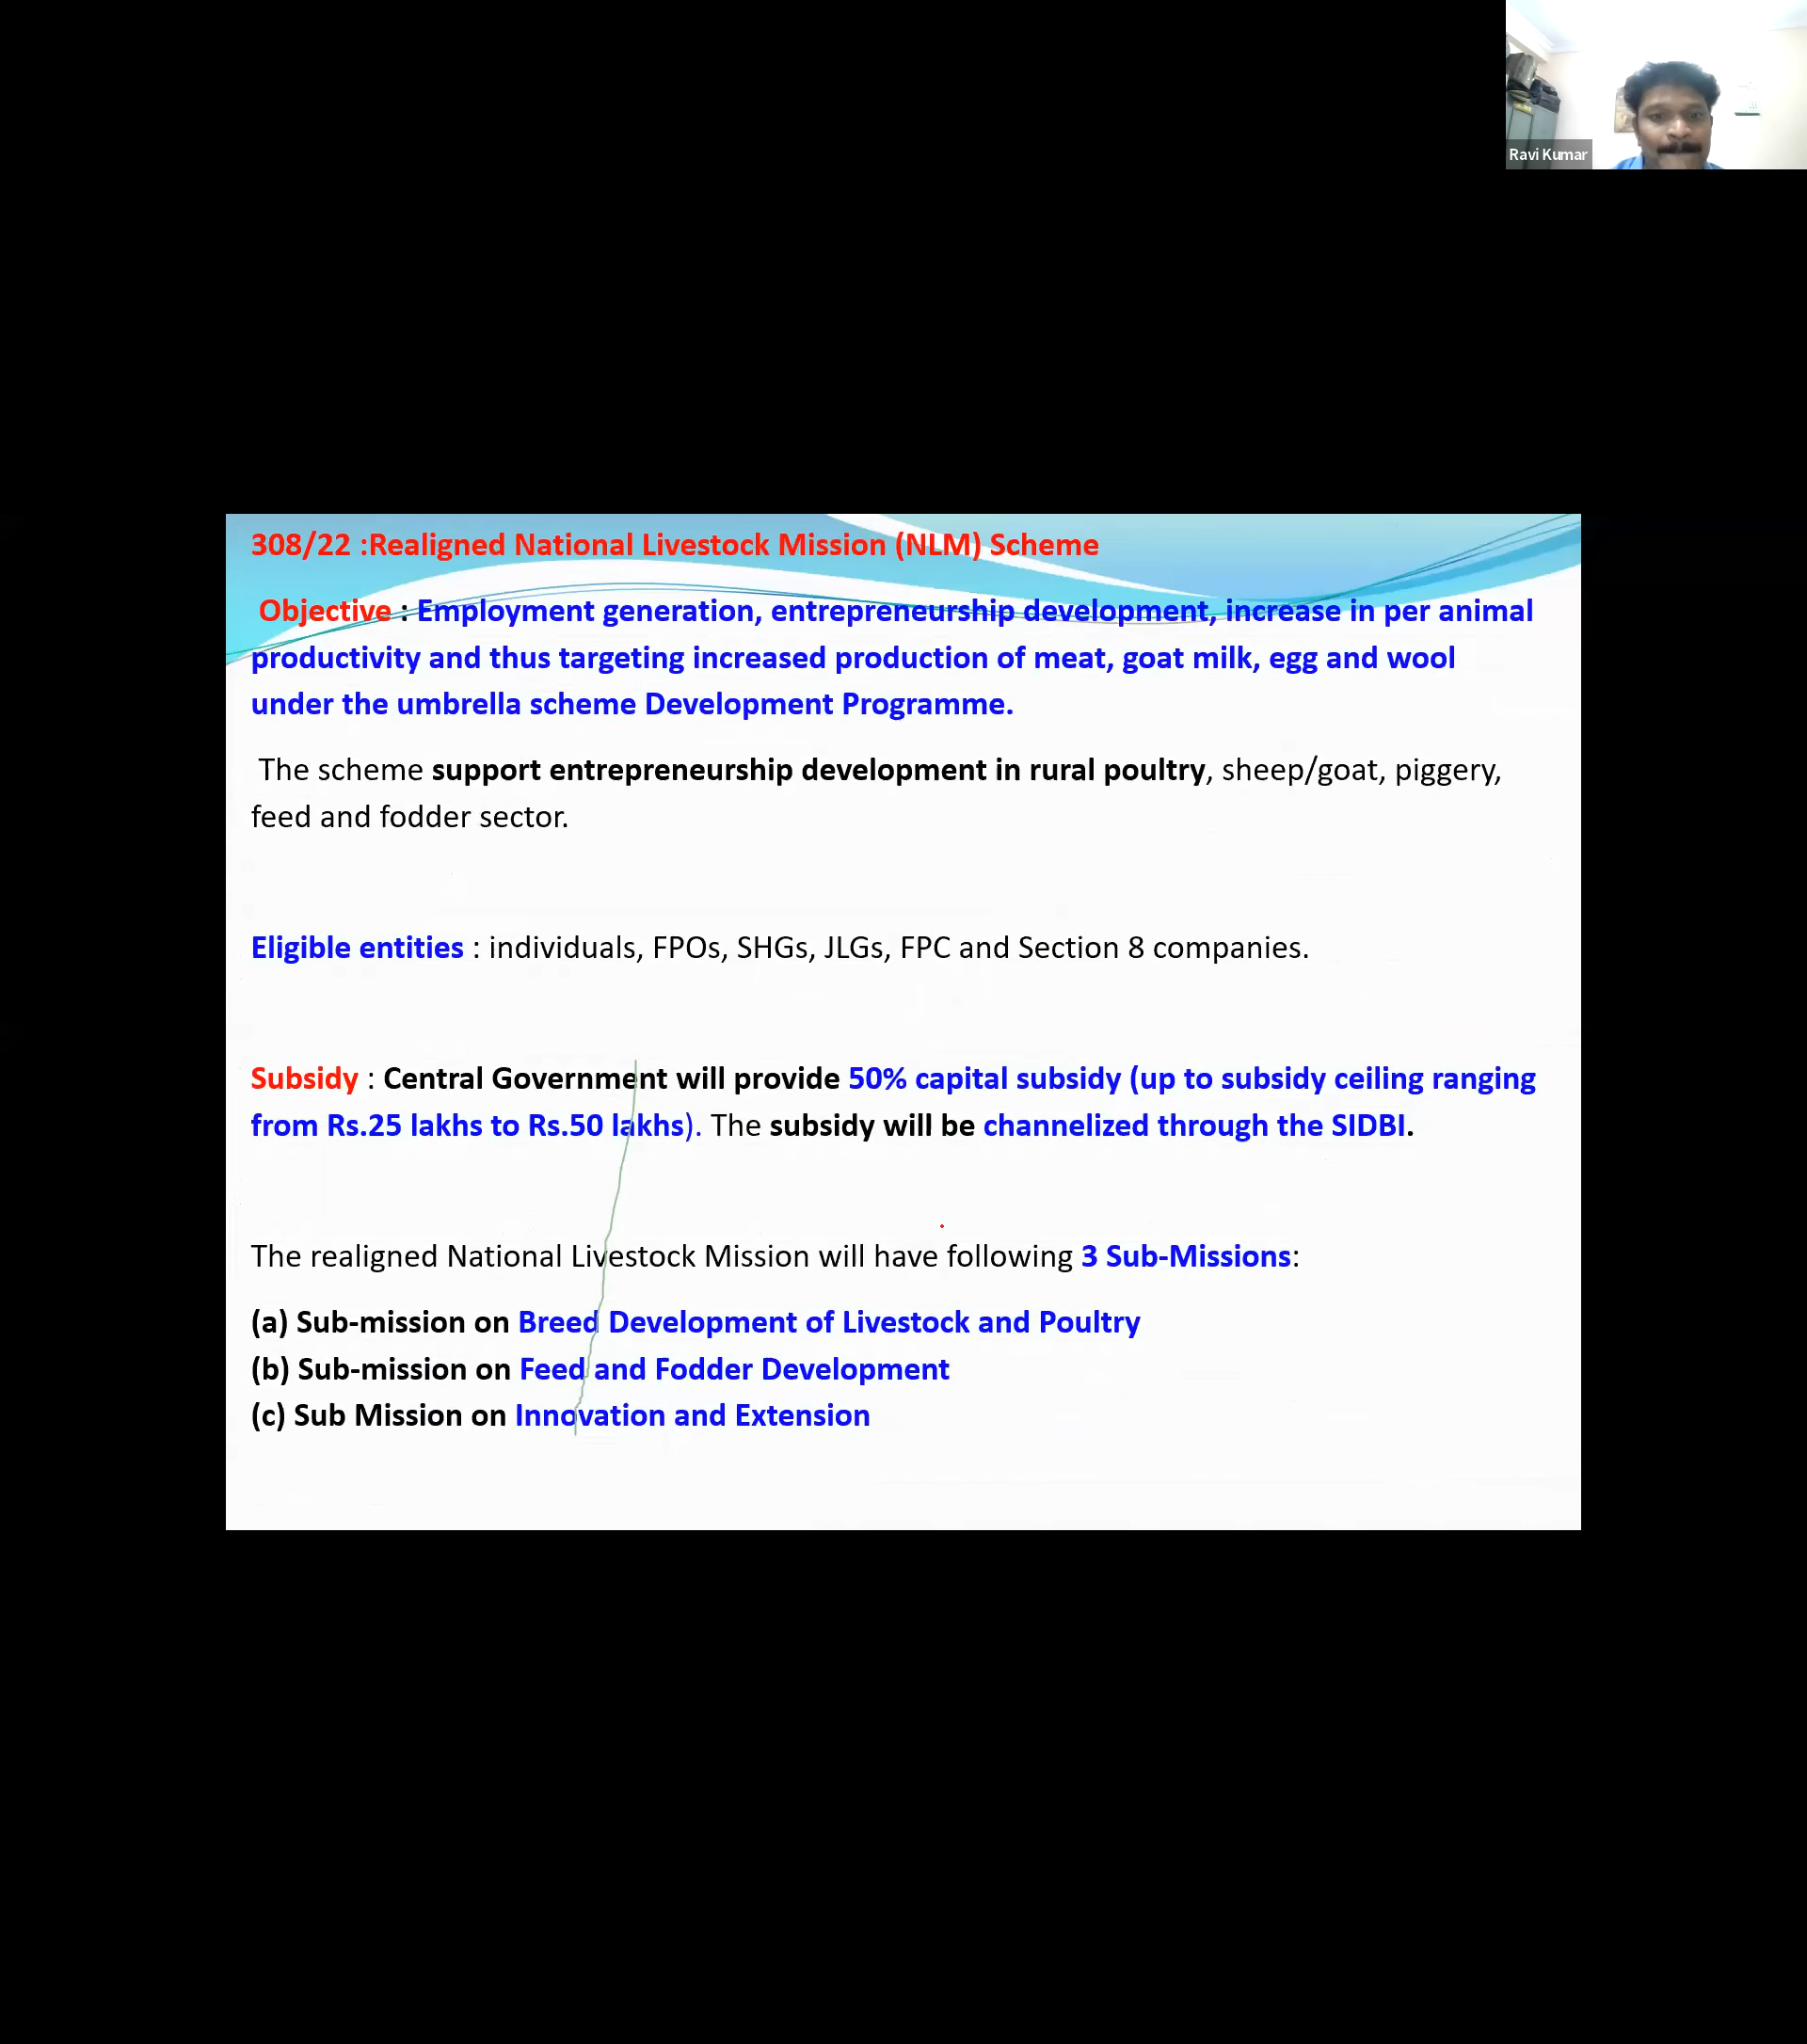 Ravi Kumar
308/22 :Realigned National Livestock Mission (NLM) Scheme
Objective : Employment generation, entrepreneurship development, increase in per animal
productivity and thus targeting increased production of meat, goat milk, egg and wool
under the umbrella scheme Development Programme.
The scheme support entrepreneurship development in rural poultry, sheep/goat, piggery,
feed and fodder sector.
Eligible entities : individuals, FPOs, SHGs, JLGs, FPC and Section 8 companies.
Subsidy : Central Government will provide 50% capital subsidy (up to subsidy ceiling ranging
from Rs.25 lakhs to Rs.50 lakhs). The subsidy will be channelized through the SIDBI.
The realigned National Livestock Mission will have following 3 Sub-Missions:
(a) Sub-mission on Breed Development of Livestock and Poultry
(b) Sub-mission on Feed and Fodder Development
(c) Sub Mission on Innovation and Extension